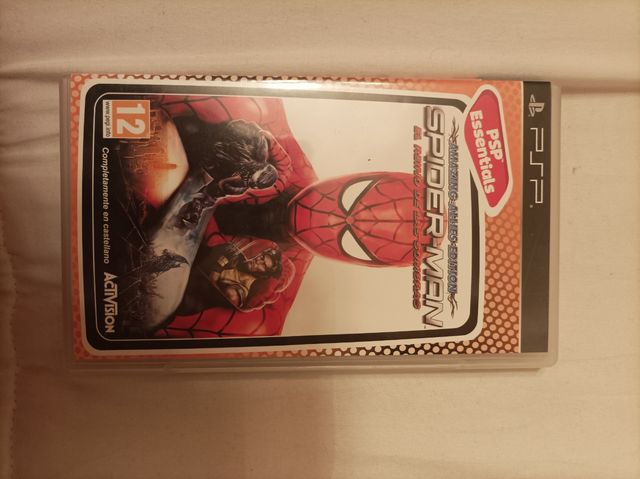 PSP
PSP
Essentials
AMAZING ALLIES EDITION
SPIDER-MAN
EL REINO DE LAS SOMBRAS
12
www.pegi.info
Completamente en castellano
ACTIVISION